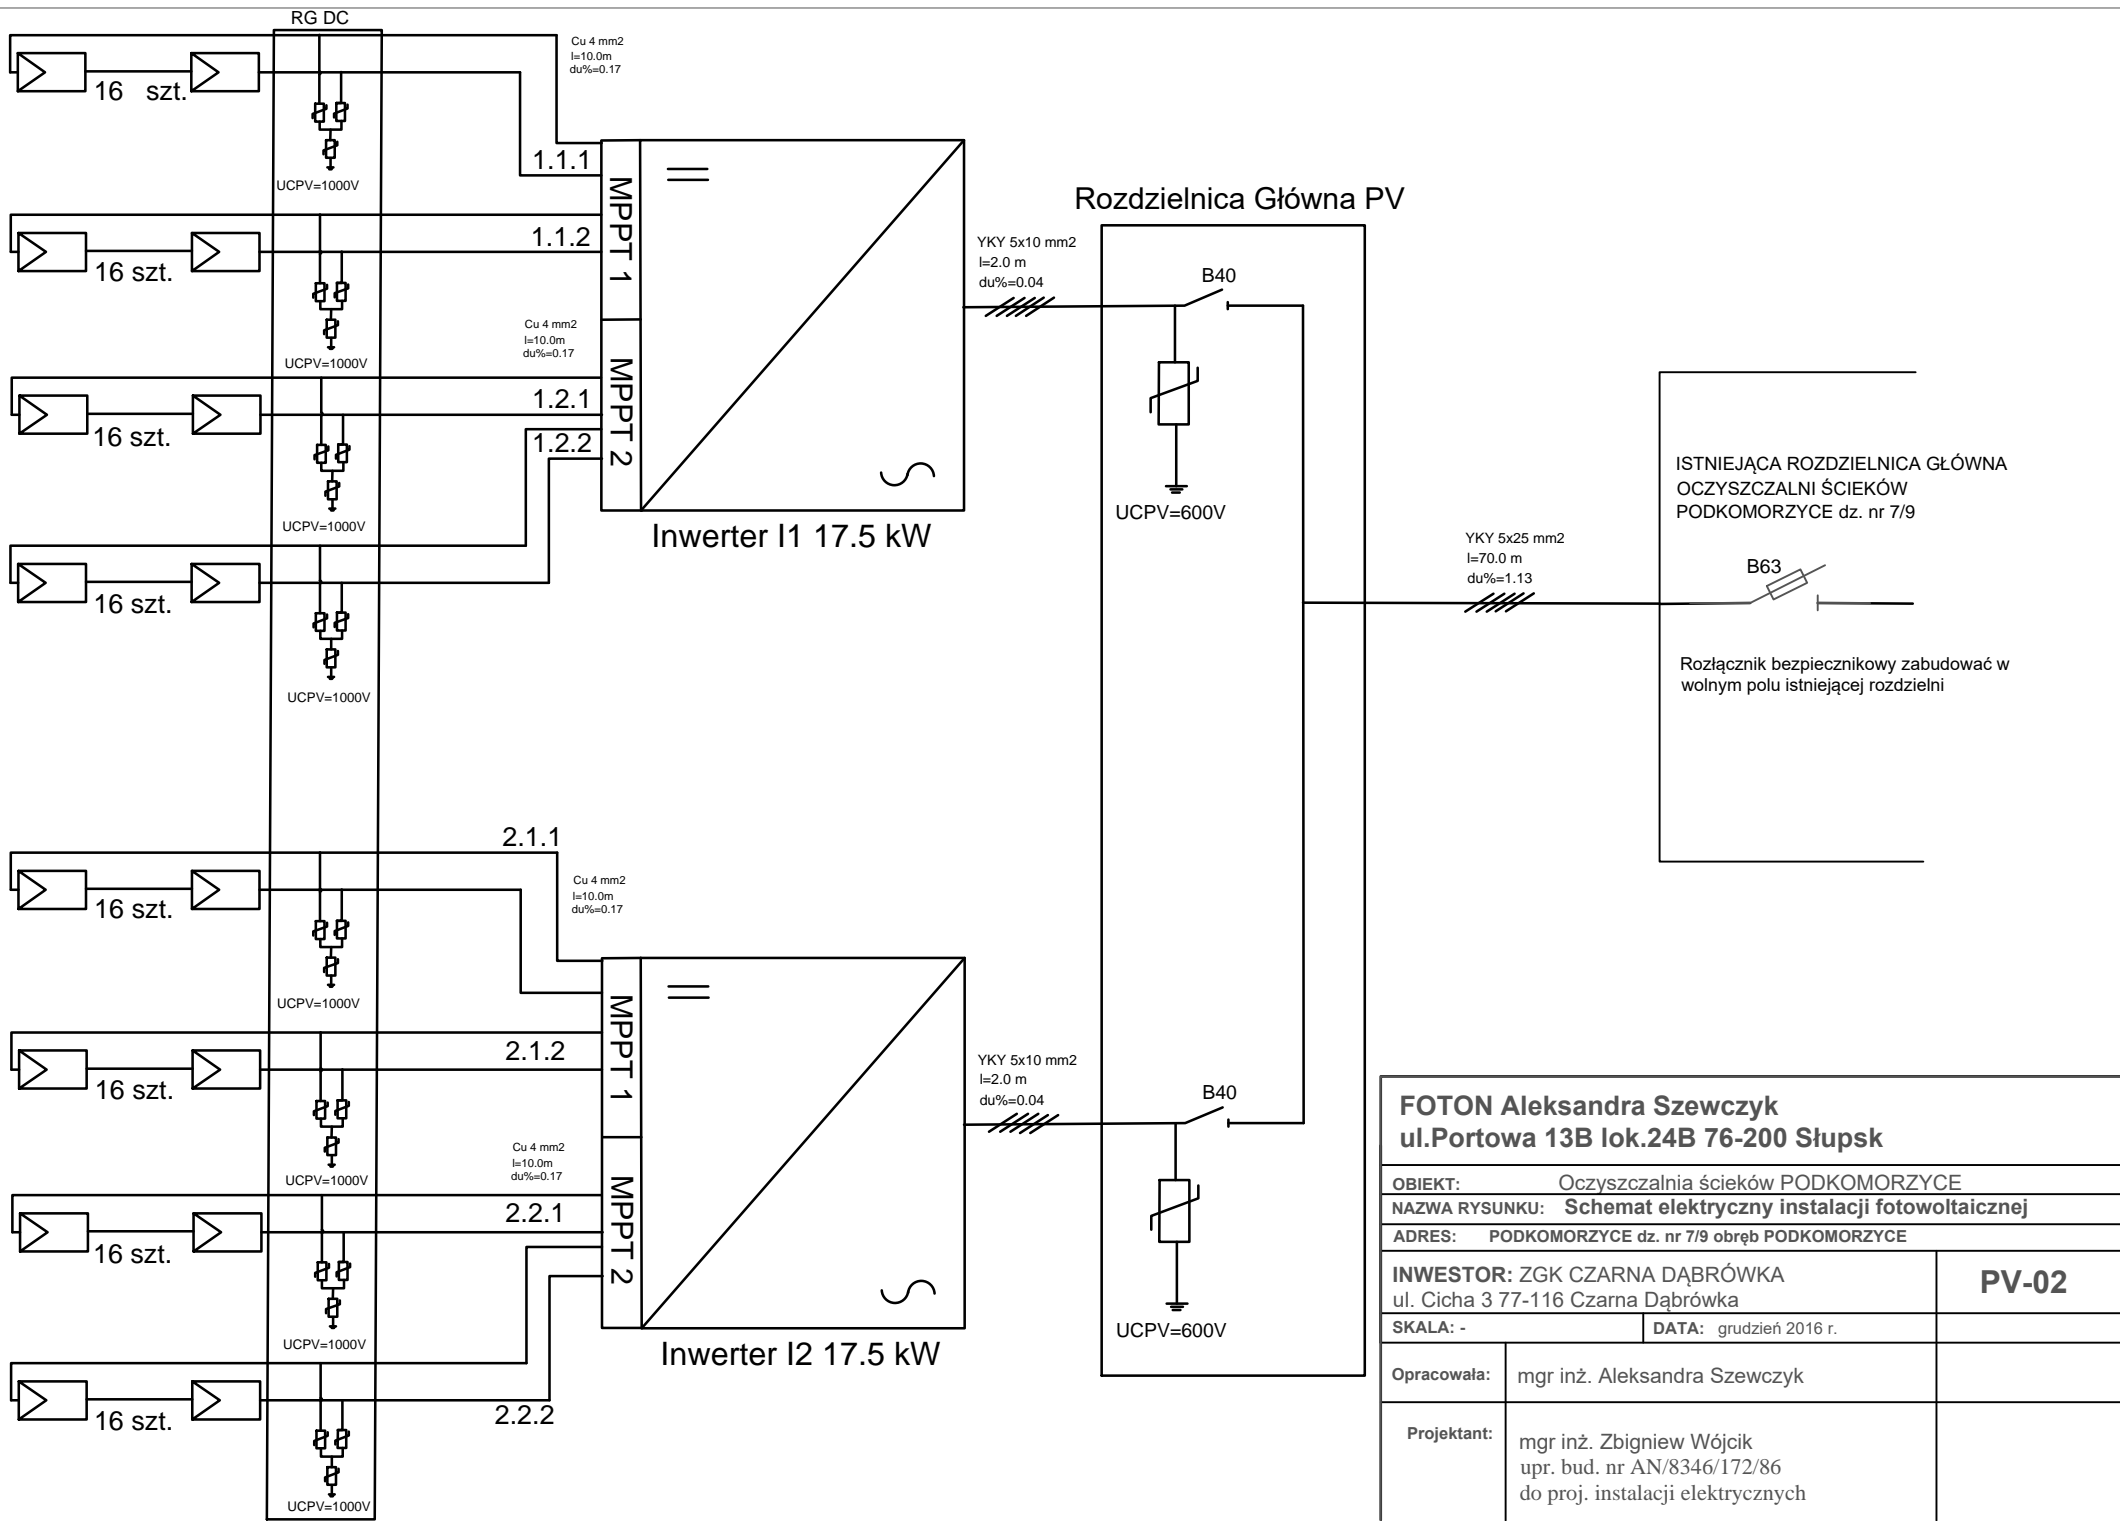 RG DC
Cu 4 mm2
l=10.0m
du%=0.17
16 szt.
UCPV=1000V
1.1.1
16 szt.
1.1.2
UCPV=1000V
Cu 4 mm2
l=10.0m
du%=0.17
16 szt.
1.2.1
1.2.2
UCPV=1000V
16 szt.
UCPV=1000V
MPPT 1
MPPT 2
Inwerter I1 17.5 kW
YKY 5x10 mm2
l=2.0 m
du%=0.04
Rozdzielnica Główna PV
B40
UCPV=600V
YKY 5x25 mm2
l=70.0 m
du%=1.13
ISTNIEJĄCA ROZDZIELNICA GŁÓWNA
OCZYSZCZALNI ŚCIEKÓW
PODKOMORZYCE dz. nr 7/9
B63
Rozłącznik bezpiecznikowy zabudować w
wolnym polu istniejącej rozdzielni
2.1.1
Cu 4 mm2
l=10.0m
du%=0.17
16 szt.
UCPV=1000V
2.1.2
16 szt.
UCPV=1000V
Cu 4 mm2
l=10.0m
du%=0.17
2.2.1
16 szt.
UCPV=1000V
16 szt.
2.2.2
UCPV=1000V
MPPT 1
MPPT 2
Inwerter I2 17.5 kW
YKY 5x10 mm2
l=2.0 m
du%=0.04
B40
UCPV=600V
FOTON Aleksandra Szewczyk
ul.Portowa 13B lok.24B 76-200 Słupsk
OBIEKT: Oczyszczalnia ścieków PODKOMORZYCE
NAZWA RYSUNKU: Schemat elektryczny instalacji fotowoltaicznej
ADRES: PODKOMORZYCE dz. nr 7/9 obręb PODKOMORZYCE
INWESTOR: ZGK CZARNA DĄBRÓWKA
ul. Cicha 3 77-116 Czarna Dąbrówka
PV-02
SKALA: -
DATA: grudzień 2016 r.
Opracowała: mgr inż. Aleksandra Szewczyk
Projektant: mgr inż. Zbigniew Wójcik
upr. bud. nr AN/8346/172/86
do proj. instalacji elektrycznych